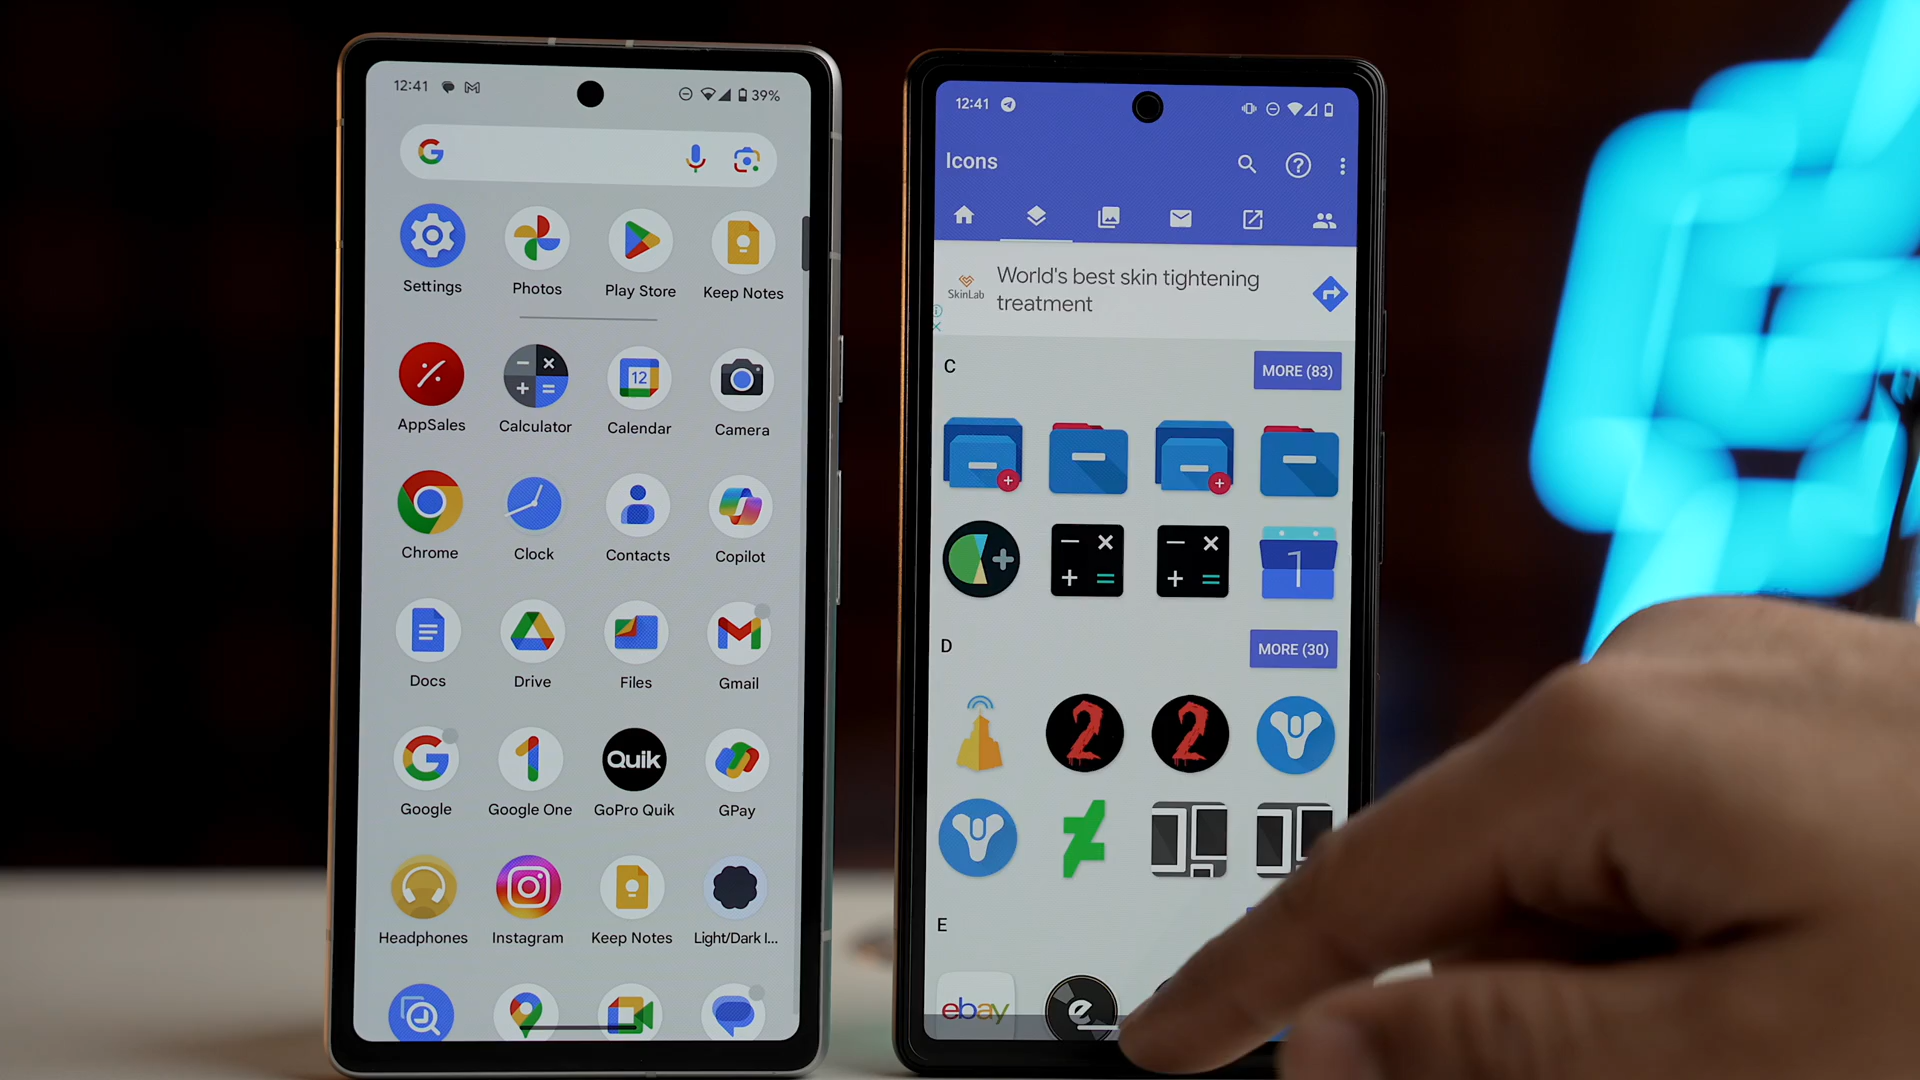 12:41
39%
Settings
Photos
Play Store
Keep Notes
AppSales
Calculator
12
Calendar
Camera
Chrome
Clock
Contacts
Copilot
Docs
Drive
Files
Gmail
Google
1
Google One
Quik
GoPro Quik
GPay
Headphones
Instagram
Keep Notes
Light/Dark I...
12:41
Icons
SkinLab
World's best skin tightening
treatment
C
MORE (83)
1
D
MORE (30)
2
2
E
ebay
e